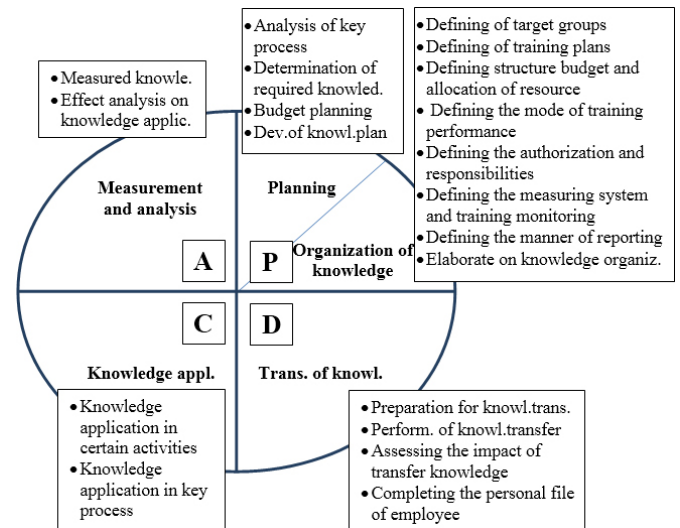 • Measured knowle.
• Effect analysis on
knowledge applic.
• Analysis of key
process
• Determination of
required knowled.
• Budget planning
• Dev.of knowl.plan
• Defining of target groups
• Defining of training plans
• Defining structure budget and
allocation of resource
• Defining the mode of training
performance
• Defining the authorization and
responsibilities
• Defining the measuring system
and training monitoring
• Defining the manner of reporting
• Elaborate on knowledge organiz.
Measurement
and analysis
Planning
Organization of
knowledge
A
P
C
D
Knowledge appl.
Trans. of knowl.
• Knowledge
application in
certain activities
• Knowledge
application in key
process
• Preparation for knowl.trans.
• Perform. of knowl.transfer
• Assessing the impact of
transfer knowledge
• Completing the personal file
of employee